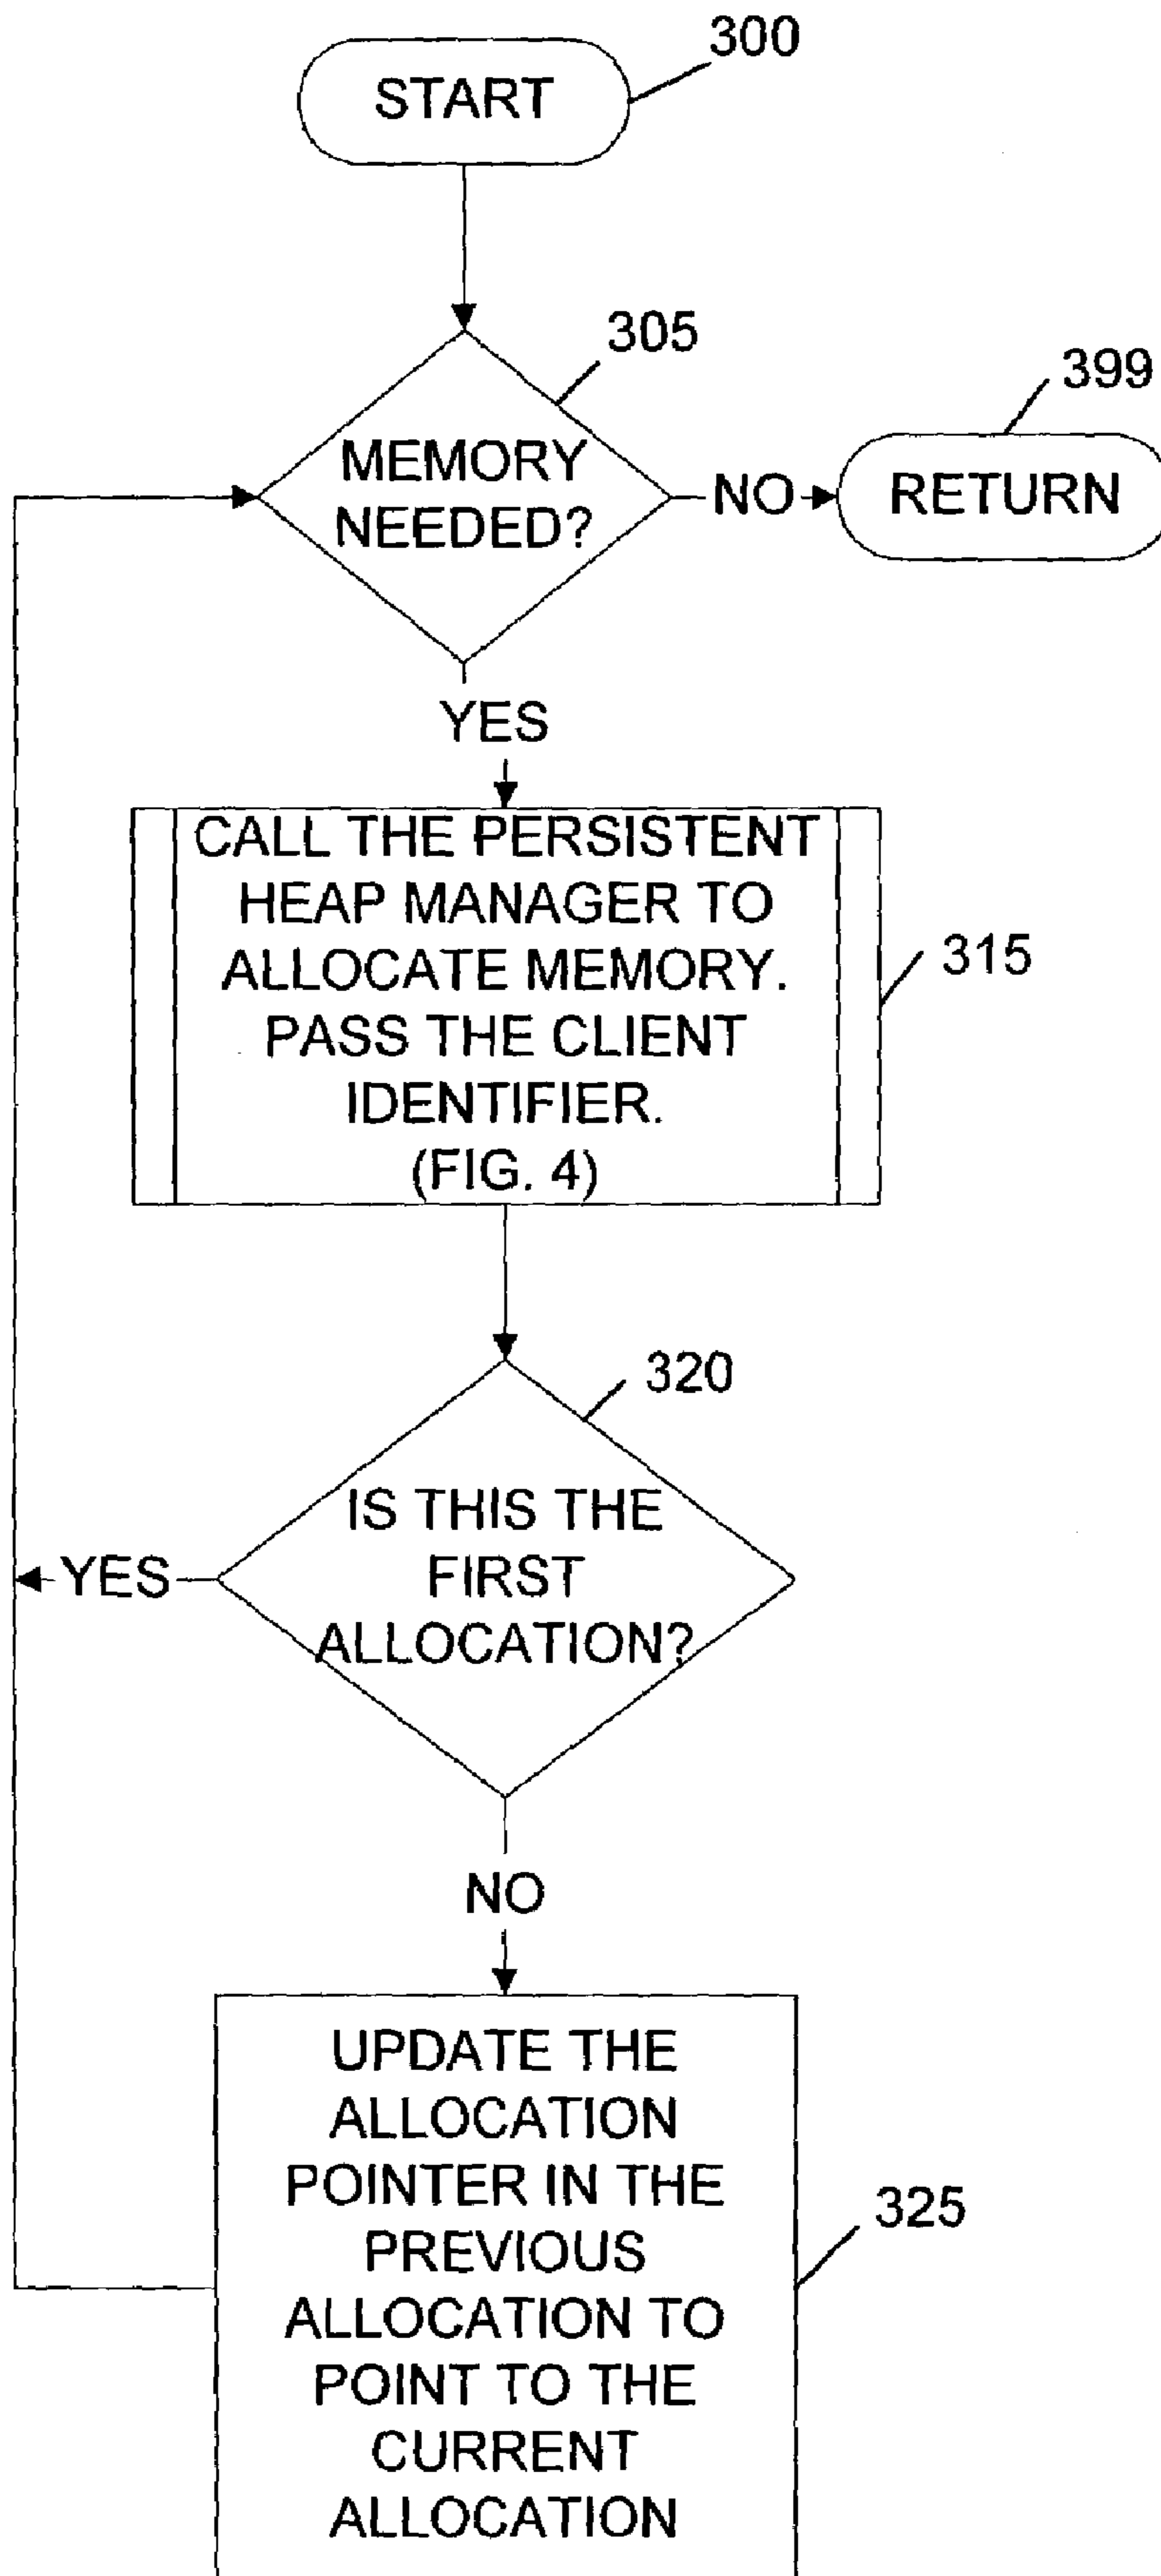 300
START
305
399
MEMORY
NEEDED?
NO
RETURN
YES
CALL THE PERSISTENT
HEAP MANAGER TO
ALLOCATE MEMORY.
PASS THE CLIENT
IDENTIFIER.
(FIG. 4)
315
320
IS THIS THE
FIRST
ALLOCATION?
YES
NO
UPDATE THE
ALLOCATION
POINTER IN THE
PREVIOUS
ALLOCATION TO
POINT TO THE
CURRENT
ALLOCATION
325